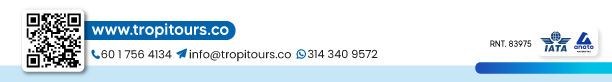 www.tropitours.co
60 1 756 4134 info@tropitours.co 314 340 9572
RNT. 83975
IATA
anato